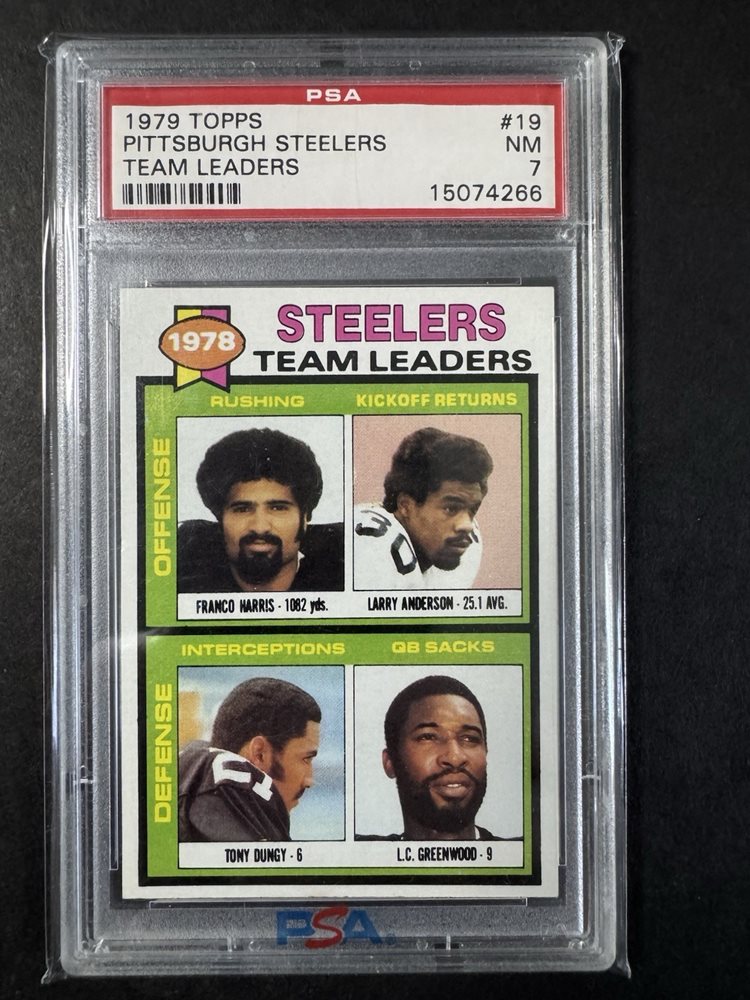 PSA
1979 TOPPS #19
PITTSBURGH STEELERS NM
TEAM LEADERS 7
15074266
1978
STEELERS
TEAM LEADERS
OFFENSE
RUSHING
KICKOFF RETURNS
30
FRANCO HARRIS - 1082 yds.
LARRY ANDERSON - 25.1 AVG.
DEFENSE
INTERCEPTIONS
QB SACKS
21
TONY DUNGY - 6
L.C. GREENWOOD - 9
PSA®